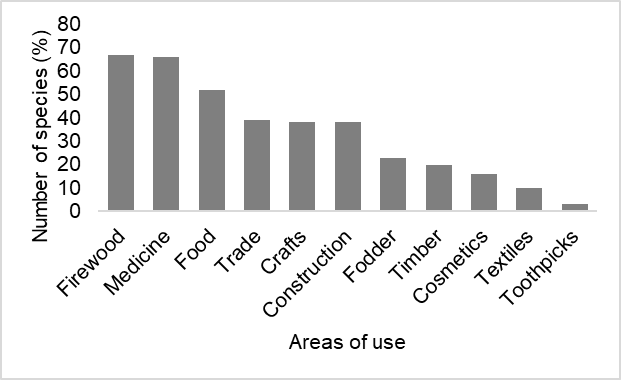 Number of species (%)
80
70
60
50
40
30
20
10
0
Firewood
Medicine
Food
Trade
Crafts
Construction
Fodder
Timber
Cosmetics
Textiles
Toothpicks
Areas of use